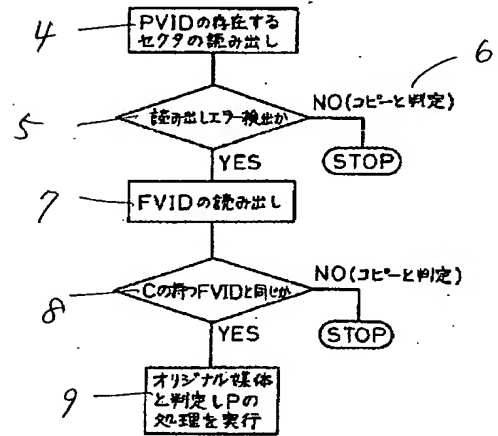 4
PVIDの存在する
セクタの読み出し
6
NO(コピーと判定)
5
読み出しエラー検出か
STOP
YES
7
FVIDの読み出し
NO(コピーと判定)
8
Cの持つFVIDと同じか
STOP
YES
9
オリジナル媒体
と判定しPの
処理を実行